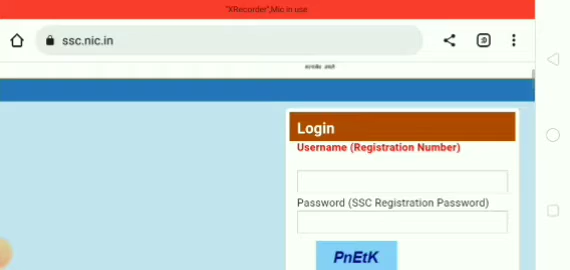 "XRecorder",Mic in use
ssc.nic.in
Login
Username (Registration Number)
Password (SSC Registration Password)
PnEtK